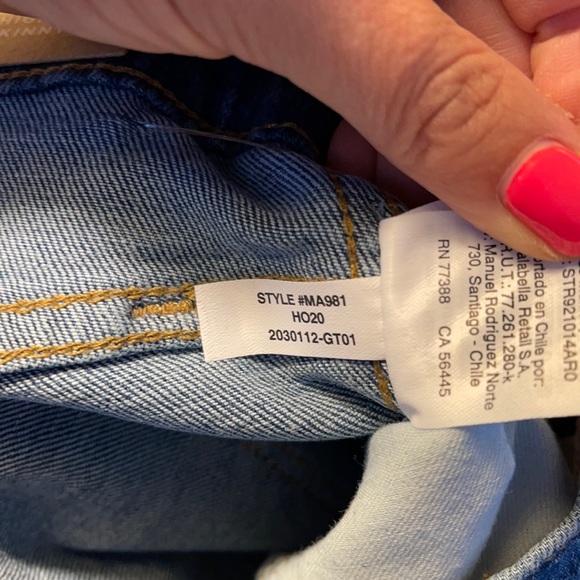 STYLE #MA981
HO20
2030112-GT01
: STR921014AR0
ortado en Chile por:
alabella Retail S.A.
R.U.T.: 77.261.280-k
: Manuel Rodriguez Norte
730, Santiago - Chile
RN 77388 CA 56445